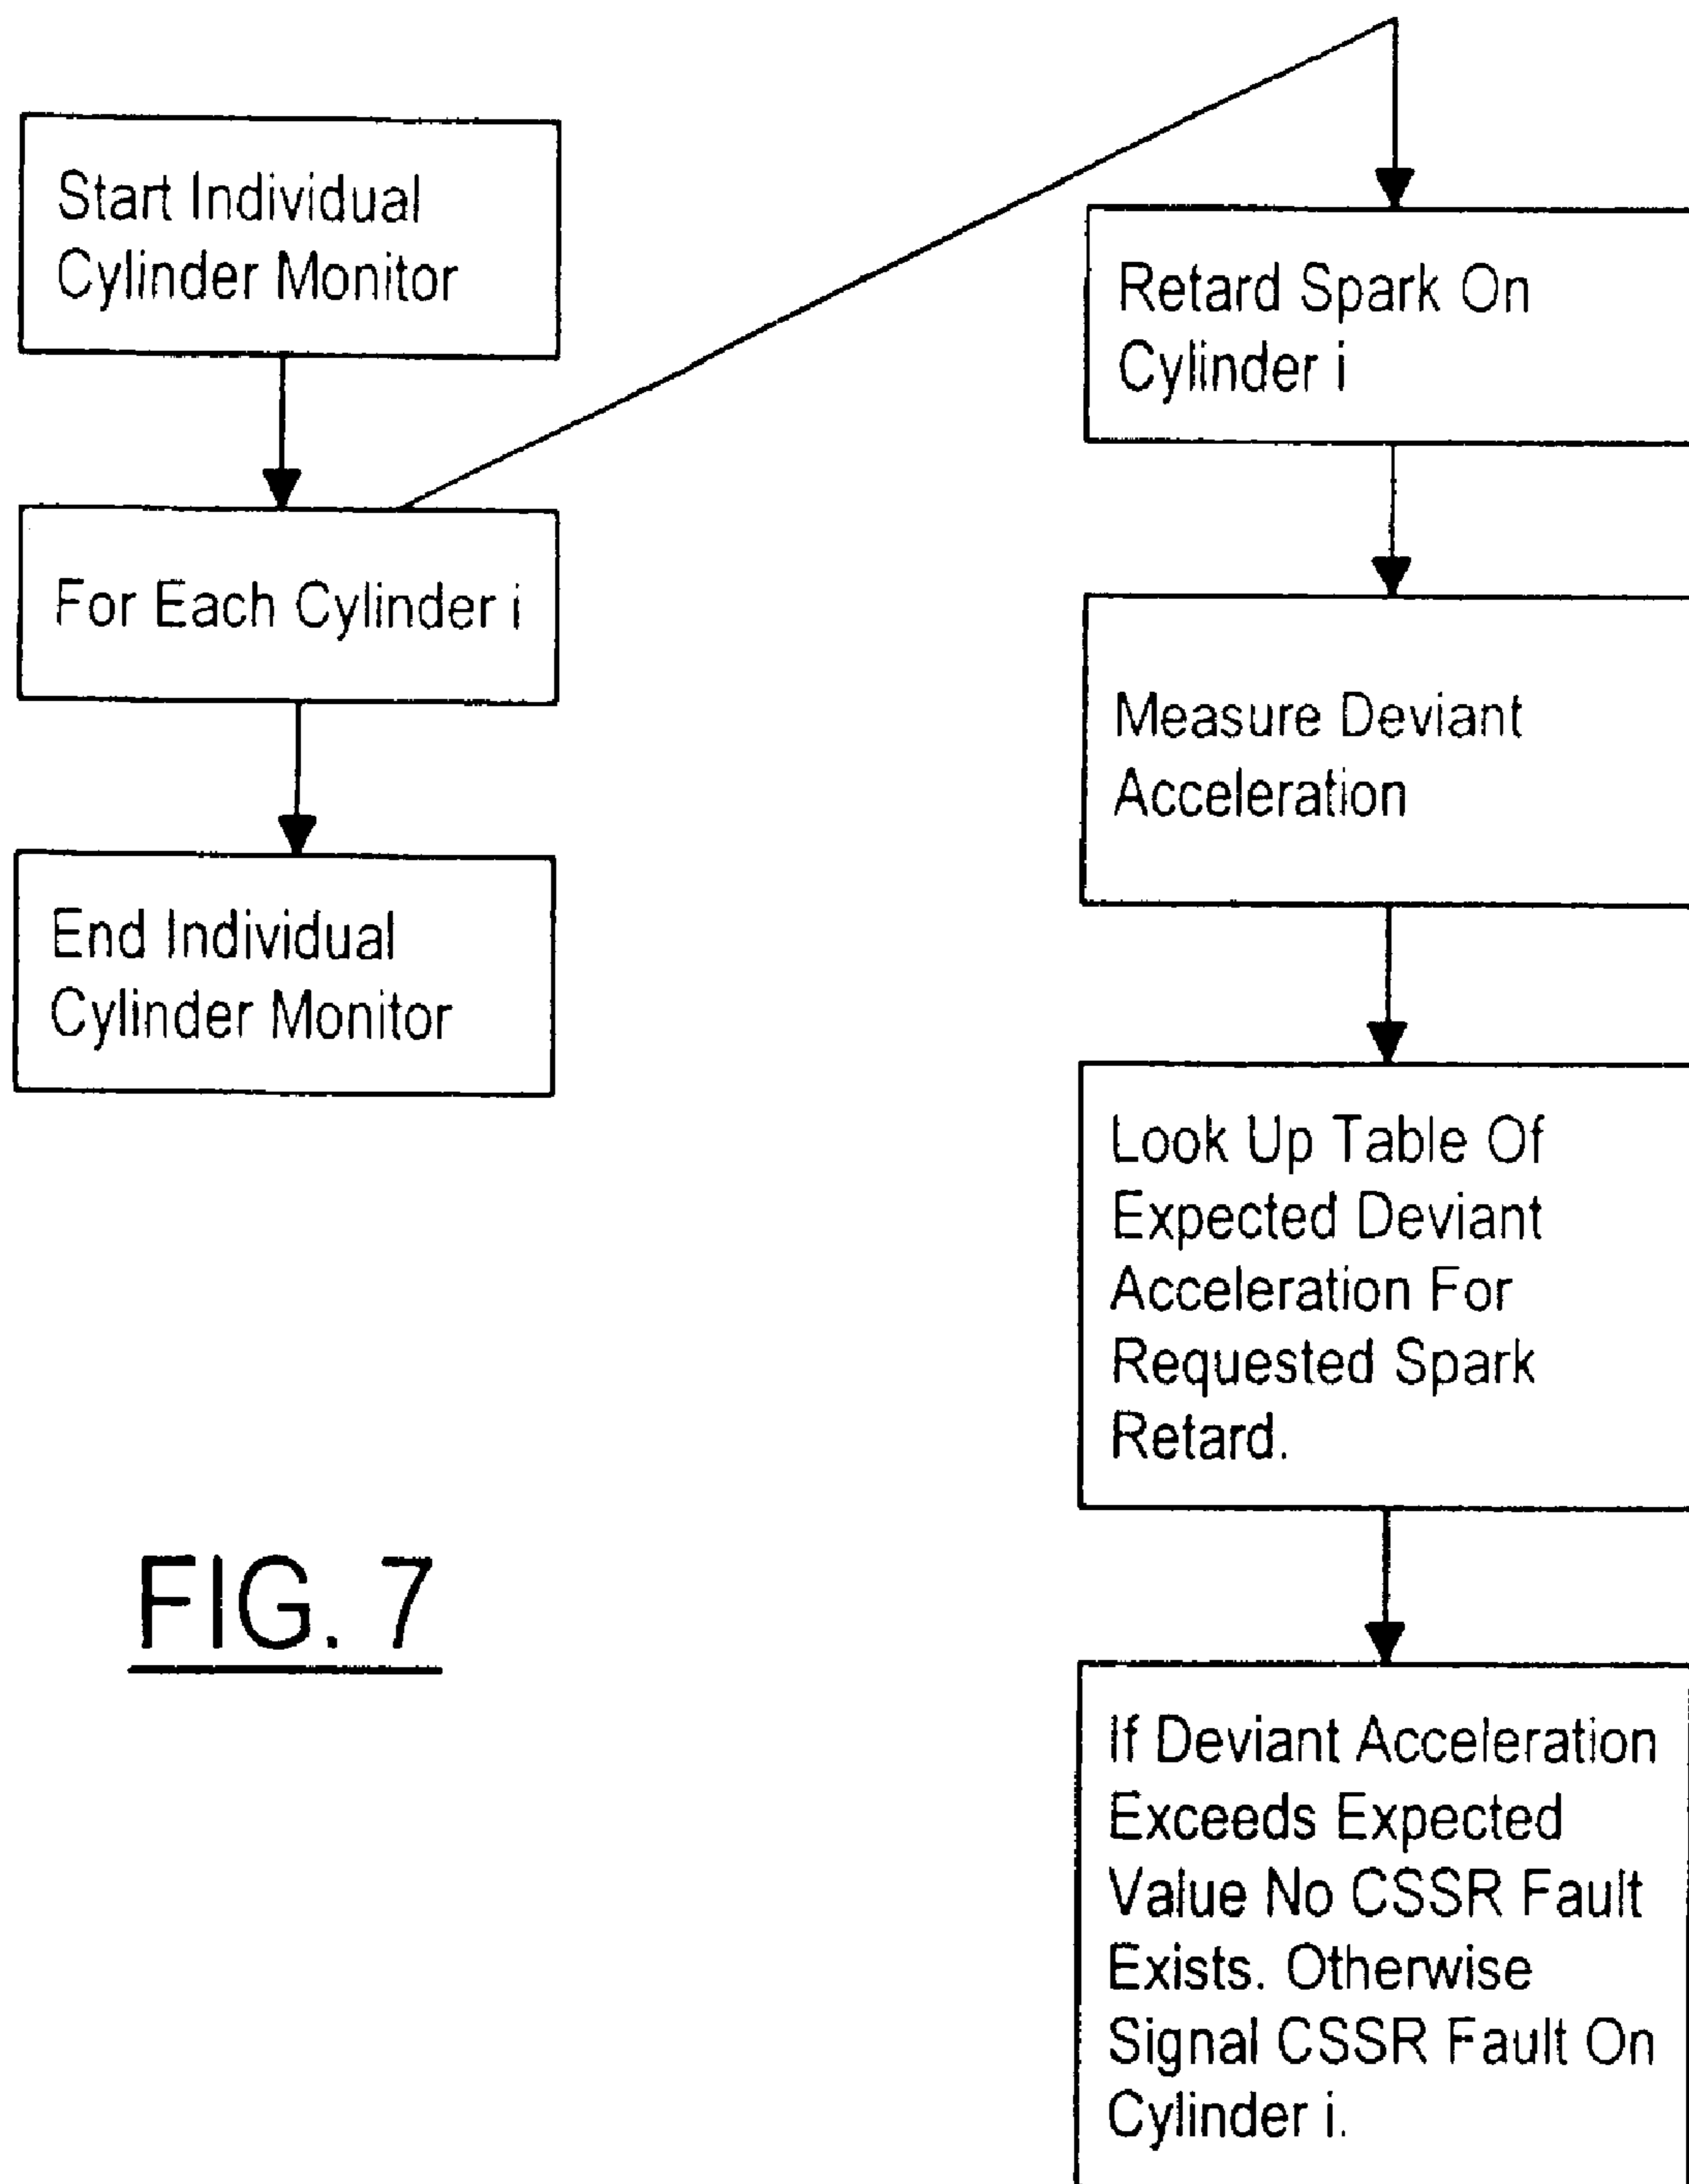 Start Individual
Cylinder Monitor
For Each Cylinder i
End Individual
Cylinder Monitor
Retard Spark On
Cylinder i
Measure Deviant
Acceleration
Look Up Table Of
Expected Deviant
Acceleration For
Requested Spark
Retard.
If Deviant Acceleration
Exceeds Expected
Value No CSSR Fault
Exists. Otherwise
Signal CSSR Fault On
Cylinder i.
FIG. 7